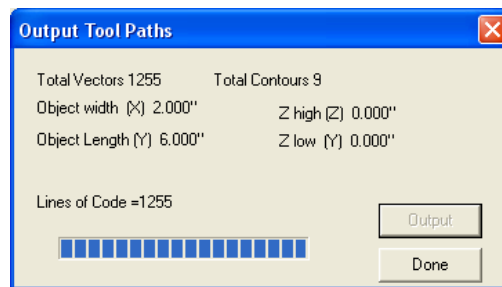 Output Tool Paths
Total Vectors 1255 Total Contours 9
Object width (X) 2.000" Z high (Z) 0.000"
Object Length (Y) 6.000" Z low (Y) 0.000"
Lines of Code =1255
Output
Done